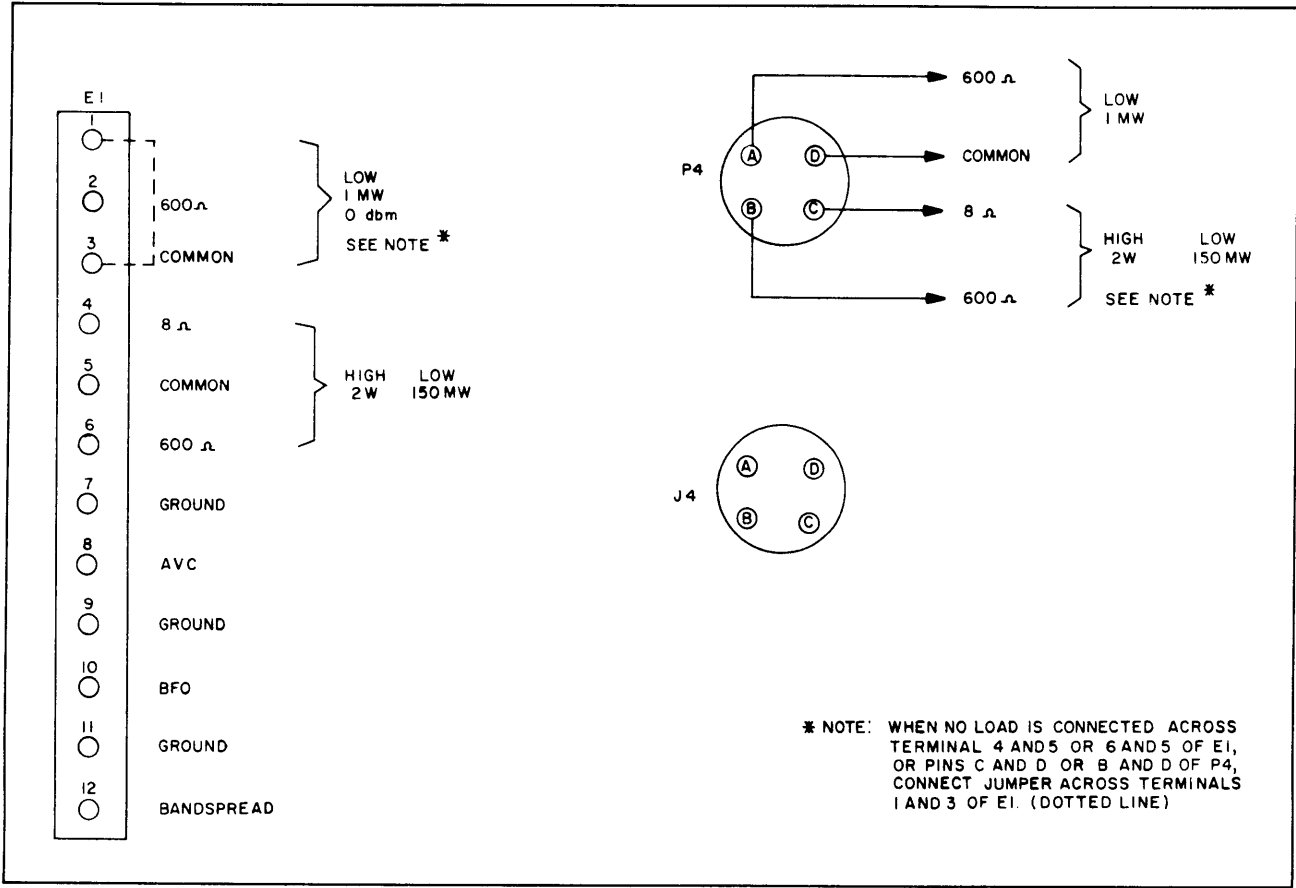 E1
1
2
600Ω
3
COMMON
LOW
1 MW
0 dbm
SEE NOTE *
4
8 Ω
5
COMMON
6
600 Ω
HIGH LOW
2W 150 MW
7
GROUND
8
AVC
9
GROUND
10
BFO
11
GROUND
12
BANDSPREAD
P4
A
D
B
C
600 Ω
COMMON
LOW
1 MW
8 Ω
600 Ω
HIGH LOW
2W 150 MW
SEE NOTE *
J4
A
D
B
C
* NOTE: WHEN NO LOAD IS CONNECTED ACROSS
TERMINAL 4 AND 5 OR 6 AND 5 OF E1,
OR PINS C AND D OR B AND D OF P4,
CONNECT JUMPER ACROSS TERMINALS
1 AND 3 OF E1. (DOTTED LINE)